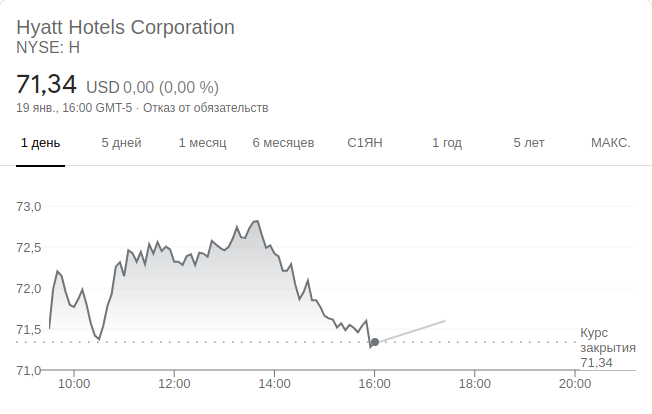 Hyatt Hotels Corporation
NYSE: H
71,34 USD 0,00 (0,00 %)
19 янв., 16:00 GMT-5 · Отказ от обязательств
1 день 5 дней 1 месяц 6 месяцев С1ЯН 1 год 5 лет МАКС.
73,0
72,5
72,0
71,5
Курс
закрытия
71,34
71,0
10:00 12:00 14:00 16:00 18:00 20:00